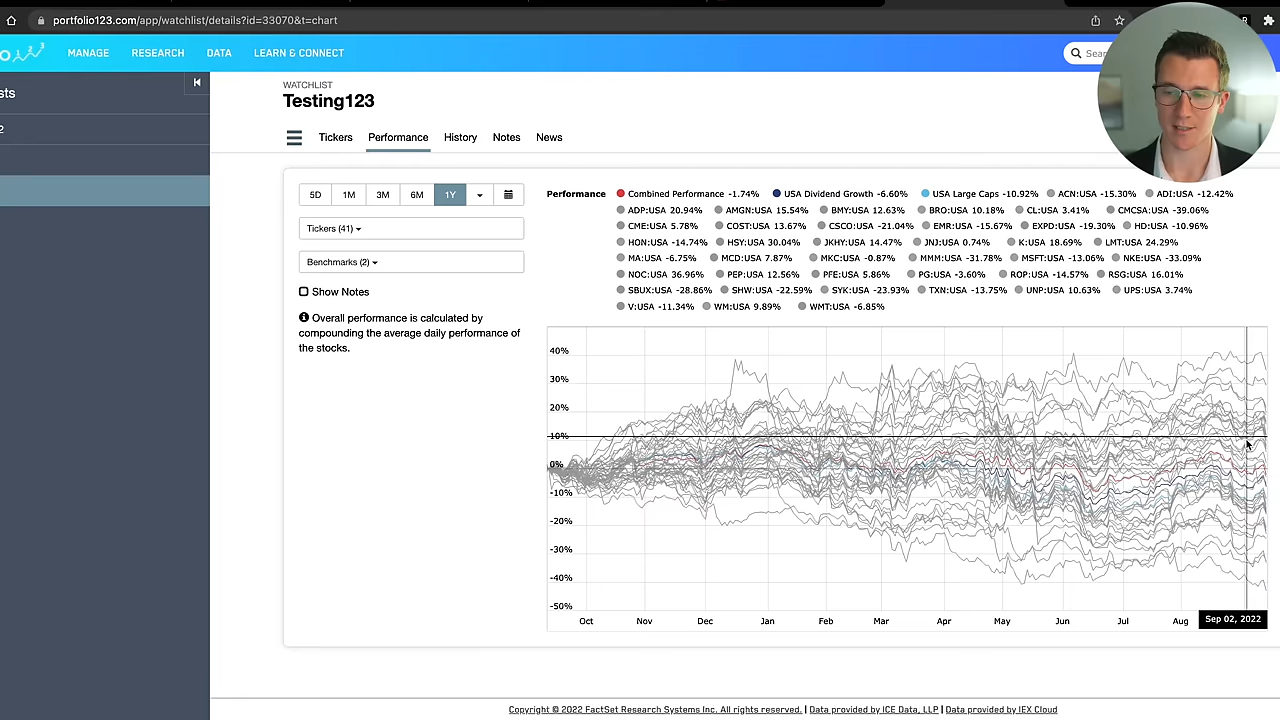 portfolio123.com/app/watchlist/details?id=33070&t=chart
MANAGE RESEARCH DATA LEARN & CONNECT
WATCHLIST
Testing123
Tickers Performance History Notes News
5D 1M 3M 6M 1Y
Tickers (41)
Benchmarks (2)
Show Notes
Overall performance is calculated by
compounding the average daily performance of
the stocks.
Performance Combined Performance -1.74% USA Dividend Growth -6.60% USA Large Caps -10.92% ACN:USA -15.30% ADI:USA -12.42%
ADP:USA 20.94% AMGN:USA 15.54% BMY:USA 12.63% BRO:USA 10.18% CL:USA 3.41% CMCSA:USA -39.06%
CME:USA 5.78% COST:USA 13.67% CSCO:USA -21.04% EMR:USA -15.67% EXPD:USA -19.30% HD:USA -10.96%
HON:USA -14.74% HSY:USA 30.04% JKHY:USA 14.47% JNJ:USA 0.74% K:USA 18.69% LMT:USA 24.29%
MA:USA -6.75% MCD:USA 7.87% MKC:USA -0.87% MMM:USA -31.78% MSFT:USA -13.06% NKE:USA -33.09%
NOC:USA 36.96% PEP:USA 12.56% PFE:USA 5.86% PG:USA -3.60% ROP:USA -14.57% RSG:USA 16.01%
SBUX:USA -28.86% SHW:USA -22.59% SYK:USA -23.93% TXN:USA -13.75% UNP:USA 10.63% UPS:USA 3.74%
V:USA -11.34% WM:USA 9.89% WMT:USA -6.85%
40%
30%
20%
10%
0%
-10%
-20%
-30%
-40%
-50%
Oct Nov Dec Jan Feb Mar Apr May Jun Jul Aug Sep 02, 2022
Copyright © 2022 FactSet Research Systems Inc. All rights reserved. | Data provided by ICE Data, LLP | Data provided by IEX Cloud